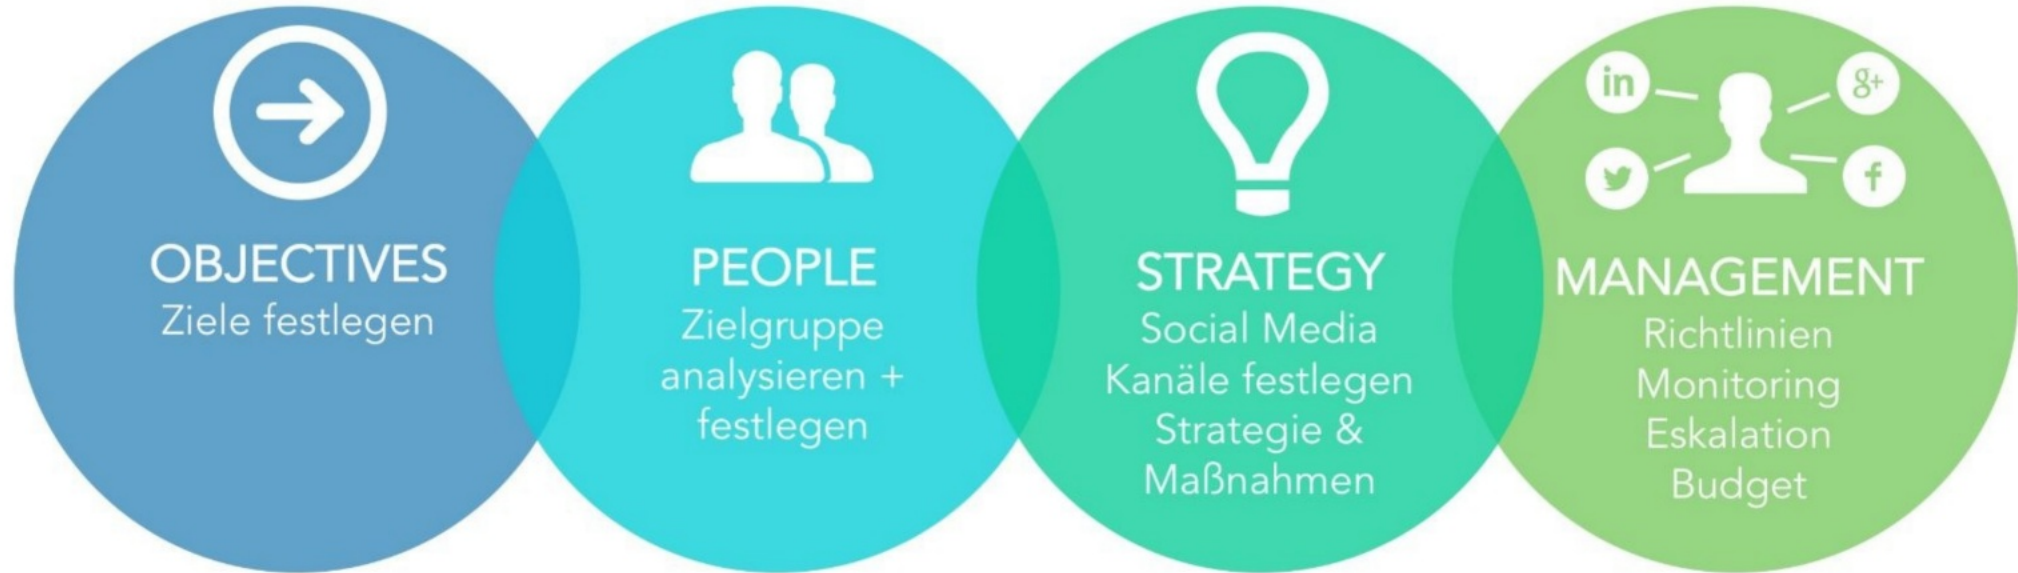 OBJECTIVES
Ziele festlegen
PEOPLE
Zielgruppe
analysieren +
festlegen
STRATEGY
Social Media
Kanäle festlegen
Strategie &
Maßnahmen
in
g+
f
MANAGEMENT
Richtlinien
Monitoring
Eskalation
Budget